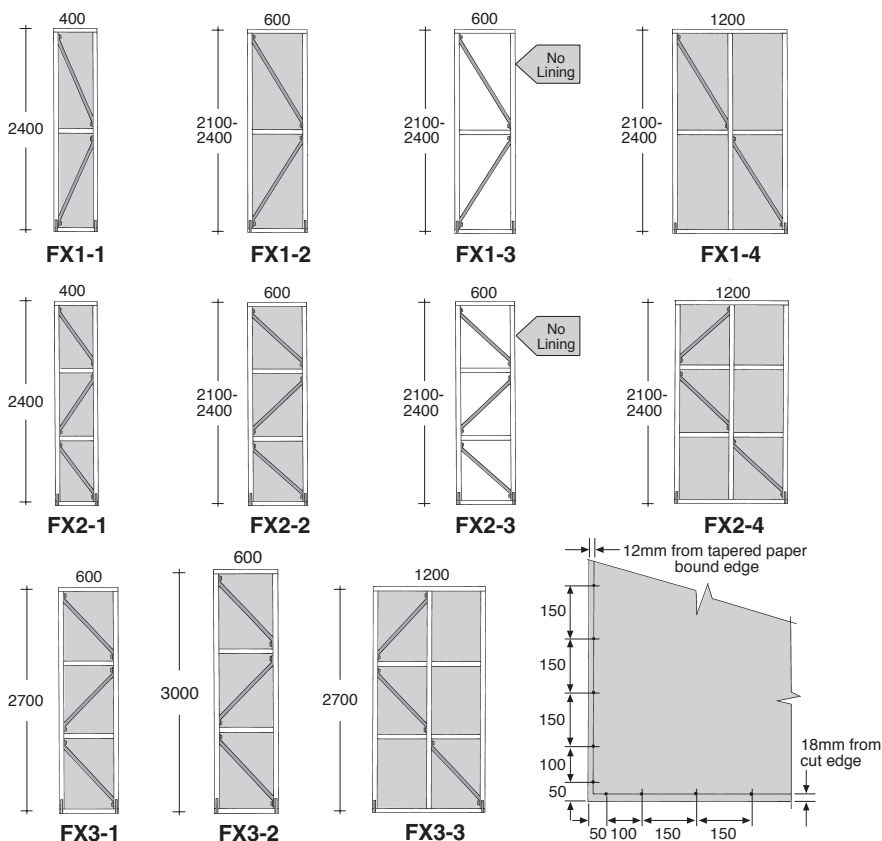 400
600
600
1200
No
Lining
2400
2100-
2400
2100-
2400
2100-
2400
FX1-1
FX1-2
FX1-3
FX1-4
400
600
600
1200
No
Lining
2400
2100-
2400
2100-
2400
2100-
2400
FX2-1
FX2-2
FX2-3
FX2-4
600
600
1200
2700
3000
2700
FX3-1
FX3-2
FX3-3
12mm from tapered paper
bound edge
150
150
150
100
50
18mm from
cut edge
50 100 150 150